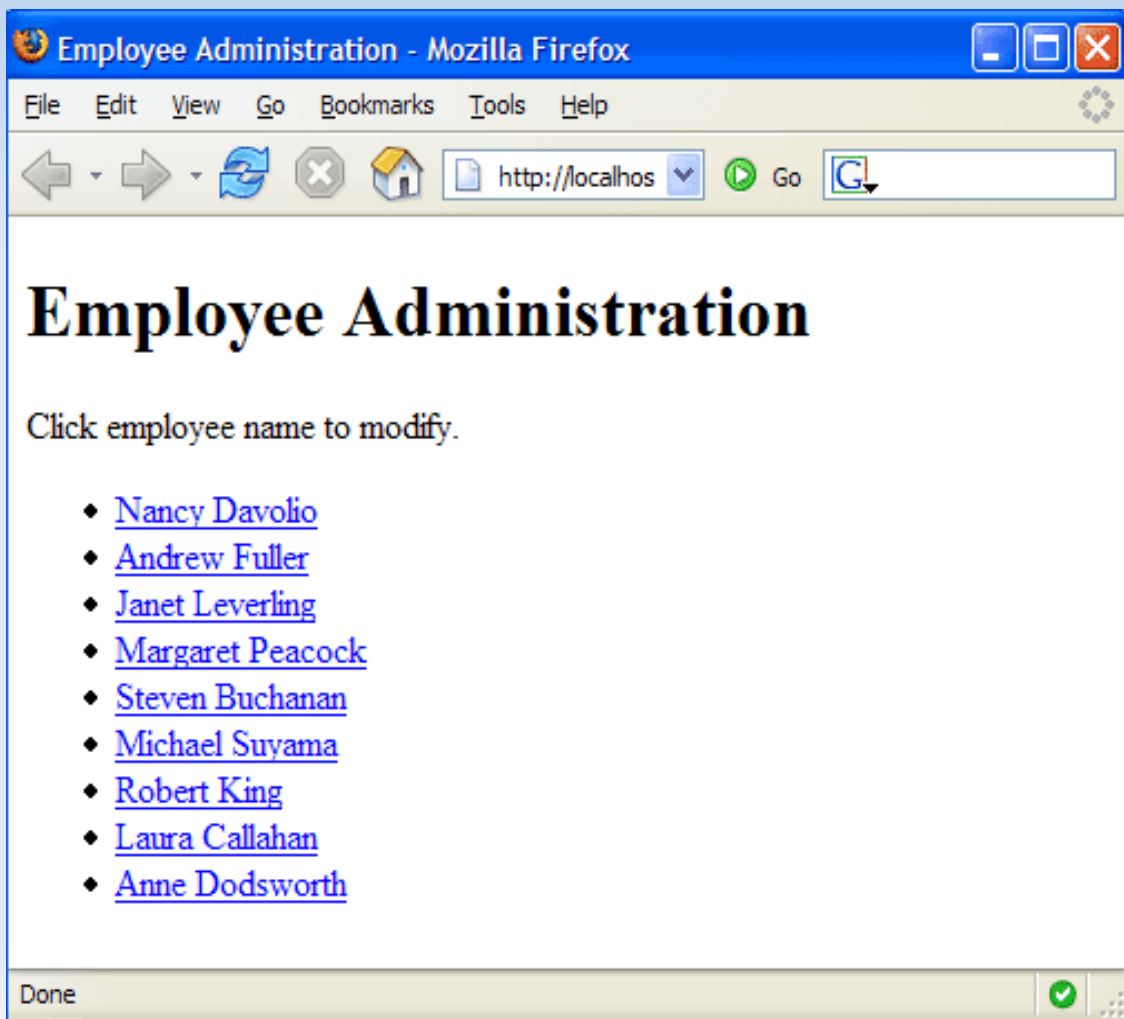 Employee Administration - Mozilla Firefox
File Edit View Go Bookmarks Tools Help
http://localhos Go G
Employee Administration
Click employee name to modify.
Nancy Davolio
Andrew Fuller
Janet Leverling
Margaret Peacock
Steven Buchanan
Michael Suyama
Robert King
Laura Callahan
Anne Dodsworth
Done